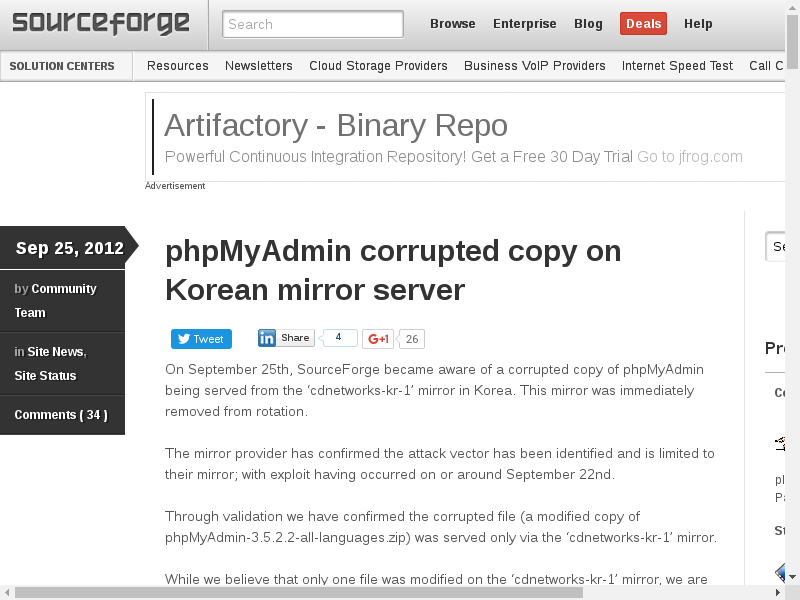 sourceforge
Search
Browse Enterprise Blog Deals Help
SOLUTION CENTERS Resources Newsletters Cloud Storage Providers Business VoIP Providers Internet Speed Test Call C
Artifactory - Binary Repo
Powerful Continuous Integration Repository! Get a Free 30 Day Trial Go to jfrog.com
Advertisement
Sep 25, 2012
by Community
Team
in Site News,
Site Status
Comments ( 34 )
phpMyAdmin corrupted copy on
Korean mirror server
Tweet Share 4 G+1 26
On September 25th, SourceForge became aware of a corrupted copy of phpMyAdmin
being served from the ‘cdnetworks-kr-1’ mirror in Korea. This mirror was immediately
removed from rotation.
The mirror provider has confirmed the attack vector has been identified and is limited to
their mirror; with exploit having occurred on or around September 22nd.
Through validation we have confirmed the corrupted file (a modified copy of
phpMyAdmin-3.5.2.2-all-languages.zip) was served only via the ‘cdnetworks-kr-1’ mirror.
While we believe that only one file was modified on the ‘cdnetworks-kr-1’ mirror, we are